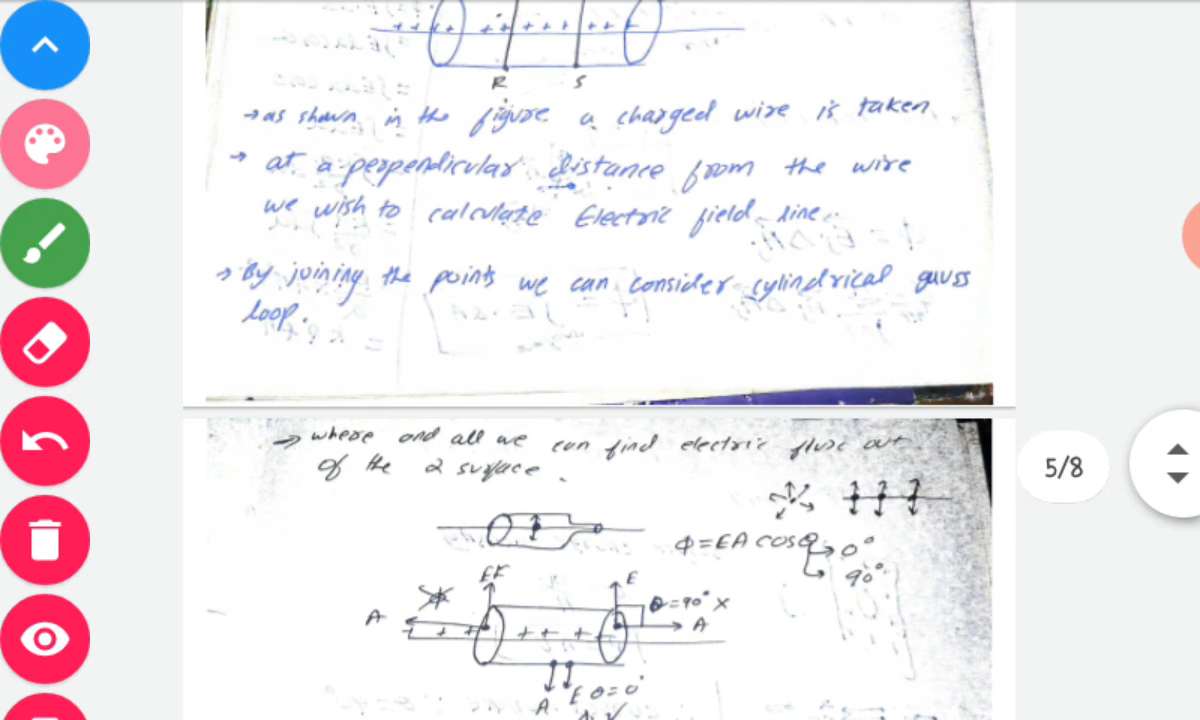 + + + + + + + + + + + +
R S
→ as shown in the figure a charged wire is taken
→ at a perpendicular distance from the wire
we wish to calculate Electric field line.
→ By joining the points we can consider cylindrical gauss
loop.
→ where and all we can find electric flux out
of the 2 surface.
ϕ = EA cosθ → 0°
→ 90°
E
E
A
θ = 90° ×
A
+ + + + +
E θ = 0°
A
5/8